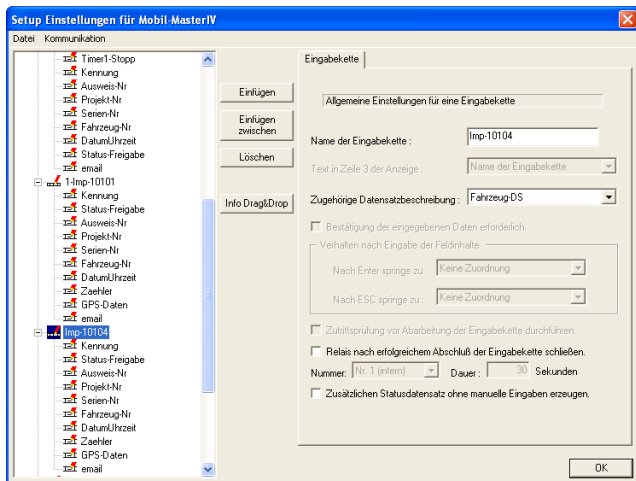 Setup Einstellungen für Mobil-MasterIV
Datei Kommunikation
Timer1-Stopp
Kennung
Ausweis-Nr
Projekt-Nr
Serien-Nr
Fahrzeug-Nr
DatumUhrzeit
Status-Freigabe
email
1-Imp-10101
Kennung
Status-Freigabe
Ausweis-Nr
Projekt-Nr
Serien-Nr
Fahrzeug-Nr
DatumUhrzeit
Zaehler
GPS-Daten
email
Imp-10104
Kennung
Status-Freigabe
Ausweis-Nr
Projekt-Nr
Serien-Nr
Fahrzeug-Nr
DatumUhrzeit
Zaehler
GPS-Daten
email
Einfügen
Einfügen
zwischen
Löschen
Info Drag&Drop
Eingabekette
Allgemeine Einstellungen für eine Eingabekette
Name der Eingabekette : Imp-10104
Text in Zeile 3 der Anzeige : Name der Eingabekette
Zugehörige Datensatzbeschreibung : Fahrzeug-DS
Bestätigung der eingegebenen Daten erforderlich.
Verhalten nach Eingabe der Feldinhalte
Nach Enter springe zu : Keine Zuordnung
Nach ESC springe zu : Keine Zuordnung
Zutrittsprüfung vor Abarbeitung der Eingabekette durchführen.
Relais nach erfolgreichem Abschluß der Eingabekette schließen.
Nummer: Nr. 1 (intern) Dauer : 30 Sekunden
Zusätzlichen Statusdatensatz ohne manuelle Eingaben erzeugen.
OK